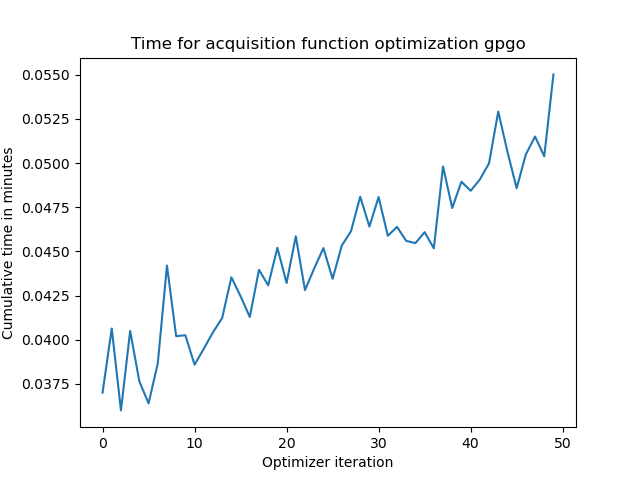 Time for acquisition function optimization gpgo
Cumulative time in minutes
0.0550
0.0525
0.0500
0.0475
0.0450
0.0425
0.0400
0.0375
0 10 20 30 40 50
Optimizer iteration